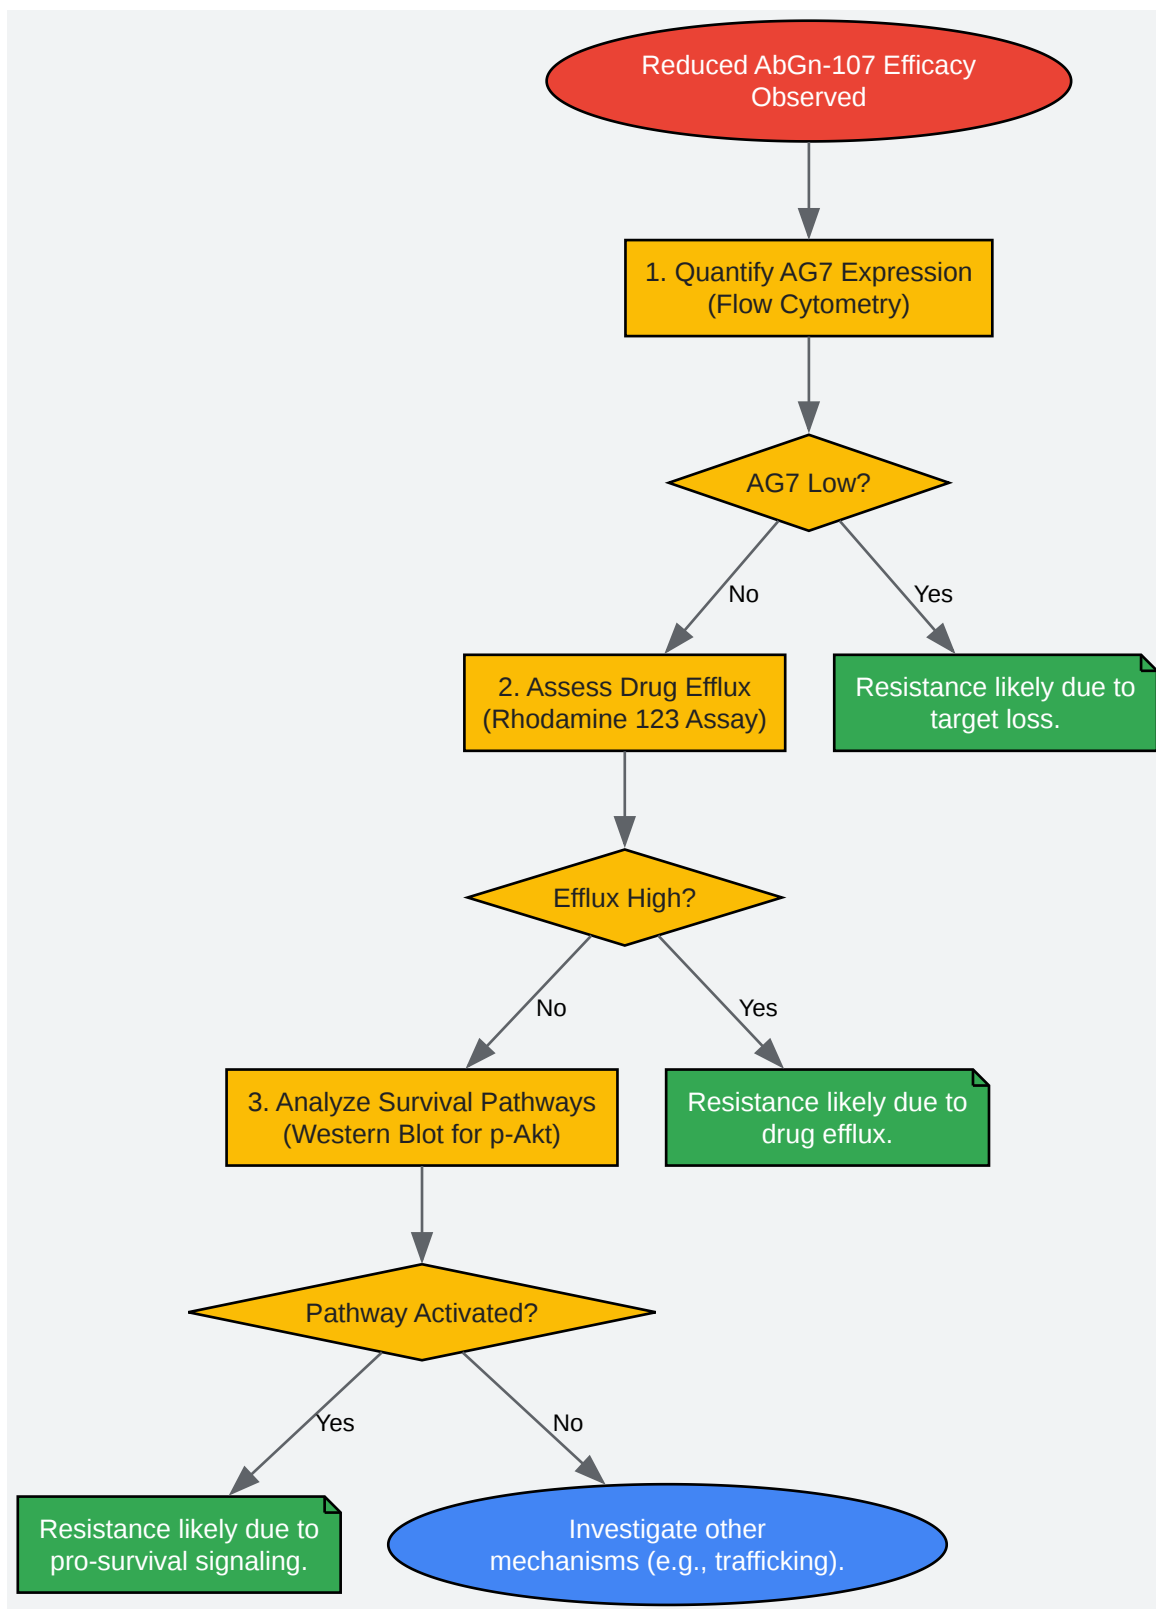 Reduced AbGn-107 Efficacy
Observed
1. Quantify AG7 Expression
(Flow Cytometry)
AG7 Low?
No
Yes
2. Assess Drug Efflux
(Rhodamine 123 Assay)
Resistance likely due to
target loss.
Efflux High?
No
Yes
3. Analyze Survival Pathways
(Western Blot for p-Akt)
Resistance likely due to
drug efflux.
Pathway Activated?
Yes
No
Resistance likely due to
pro-survival signaling.
Investigate other
mechanisms (e.g., trafficking).